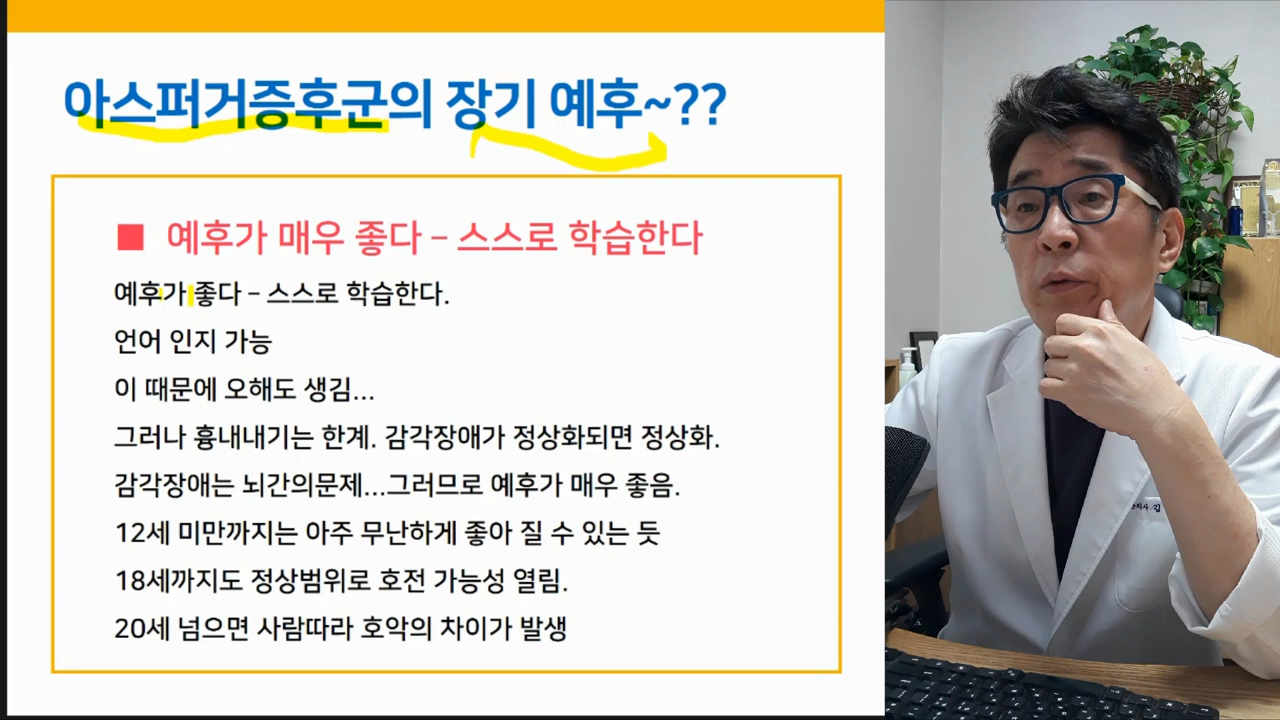 아스퍼거증후군의 장기 예후~??
■ 예후가 매우 좋다 – 스스로 학습한다
예후가 좋다 – 스스로 학습한다.
언어 인지 가능
이 때문에 오해도 생김...
그러나 흉내내기는 한계. 감각장애가 정상화되면 정상화.
감각장애는 뇌간의문제...그러므로 예후가 매우 좋음.
12세 미만까지는 아주 무난하게 좋아 질 수 있는 듯
18세까지도 정상범위로 호전 가능성 열림.
20세 넘으면 사람따라 호악의 차이가 발생